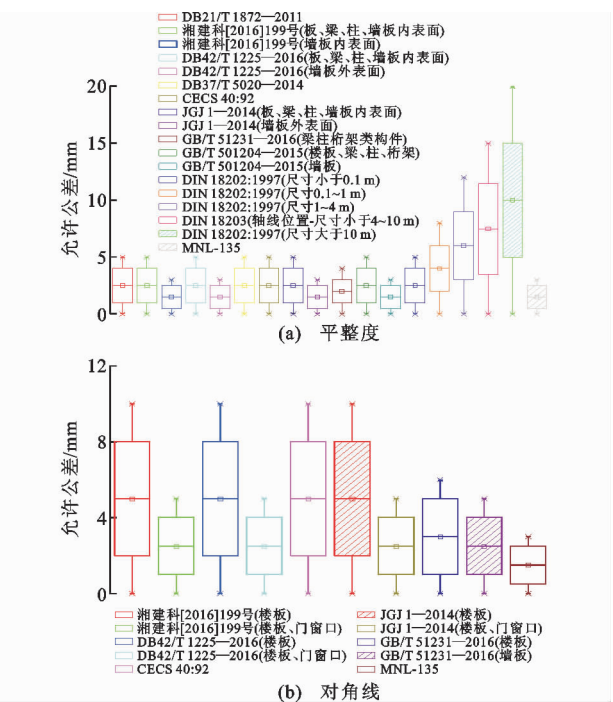 DB21/T 1872—2011
湘建科[2016]199号(板、梁、柱、墙板内表面)
湘建科[2016]199号(墙板内表面)
DB42/T 1225—2016(板、梁、柱、墙板内表面)
DB42/T 1225—2016(墙板外表面)
DB37/T 5020—2014
CECS 40:92
JGJ 1—2014(板、梁、柱、墙板内表面)
JGJ 1—2014(墙板外表面)
GB/T 51231—2016(梁柱桁架类构件)
GB/T 501204—2015(楼板、梁、柱、桁架)
GB/T 501204—2015(墙板)
DIN 18202:1997(尺寸小于0.1 m)
DIN 18202:1997(尺寸0.1~1 m)
DIN 18202:1997(尺寸1~4 m)
DIN 18203(轴线位置-尺寸小于4~10 m)
DIN 18202:1997(尺寸大于10 m)
MNL-135
允许公差/mm
20
15
10
5
0
(a) 平整度
允许公差/mm
12
8
4
0
湘建科[2016]199号(楼板)
湘建科[2016]199号(楼板、门窗口)
DB42/T 1225—2016(楼板)
DB42/T 1225—2016(楼板、门窗口)
CECS 40:92
JGJ 1—2014(楼板)
JGJ 1—2014(楼板、门窗口)
GB/T 51231—2016(楼板)
GB/T 51231—2016(墙板)
MNL-135
(b) 对角线